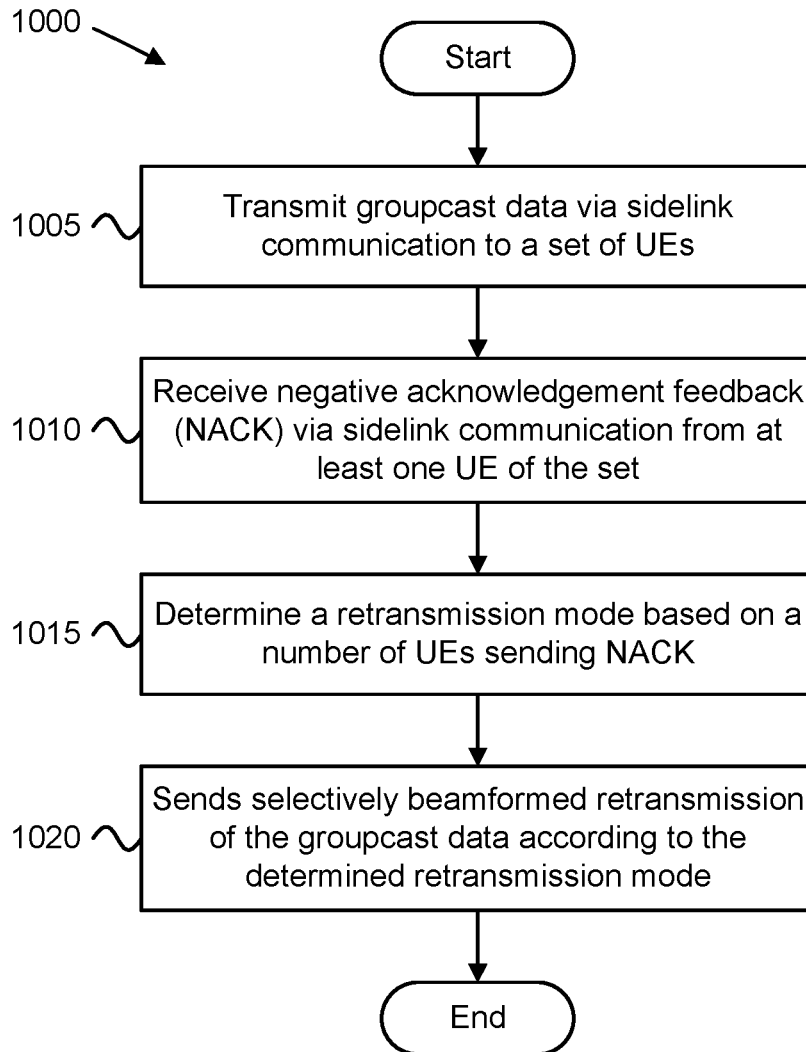 1000
Start
1005
Transmit groupcast data via sidelink
communication to a set of UEs
1010
Receive negative acknowledgement feedback
(NACK) via sidelink communication from at
least one UE of the set
1015
Determine a retransmission mode based on a
number of UEs sending NACK
1020
Sends selectively beamformed retransmission
of the groupcast data according to the
determined retransmission mode
End